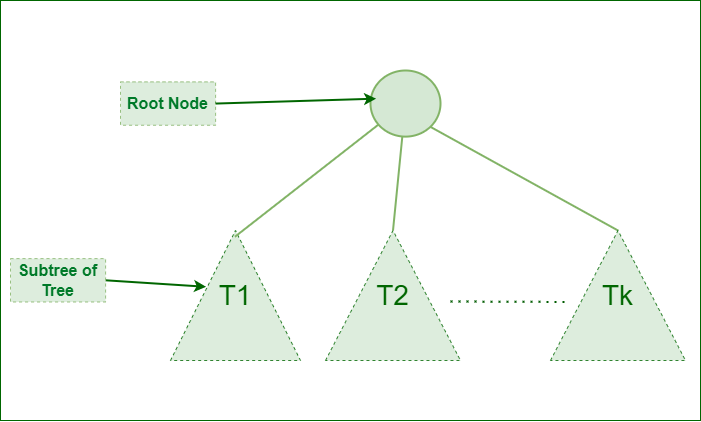 Root Node
Subtree of
Tree
T1
T2
..............
Tk